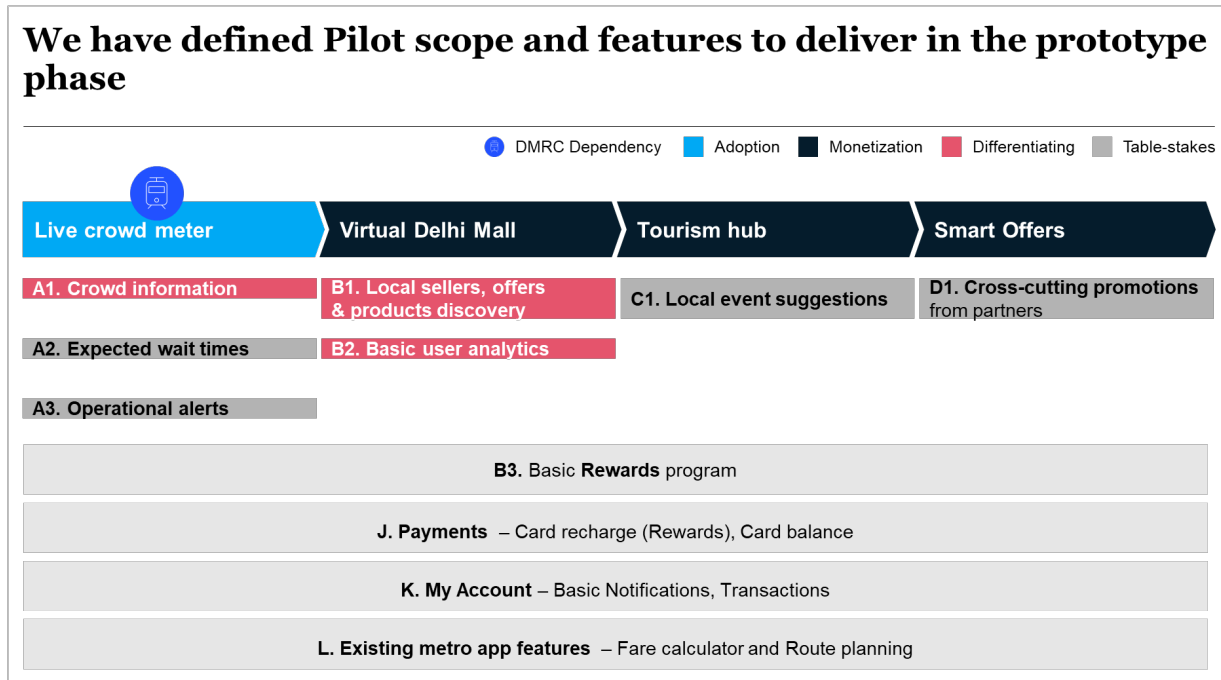 We have defined Pilot scope and features to deliver in the prototype
phase
DMRC Dependency
Adoption
Monetization
Differentiating
Table-stakes
Live crowd meter
Virtual Delhi Mall
Tourism hub
Smart Offers
A1. Crowd information
B1. Local sellers, offers
& products discovery
C1. Local event suggestions
D1. Cross-cutting promotions
from partners
A2. Expected wait times
B2. Basic user analytics
A3. Operational alerts
B3. Basic Rewards program
J. Payments – Card recharge (Rewards), Card balance
K. My Account – Basic Notifications, Transactions
L. Existing metro app features – Fare calculator and Route planning